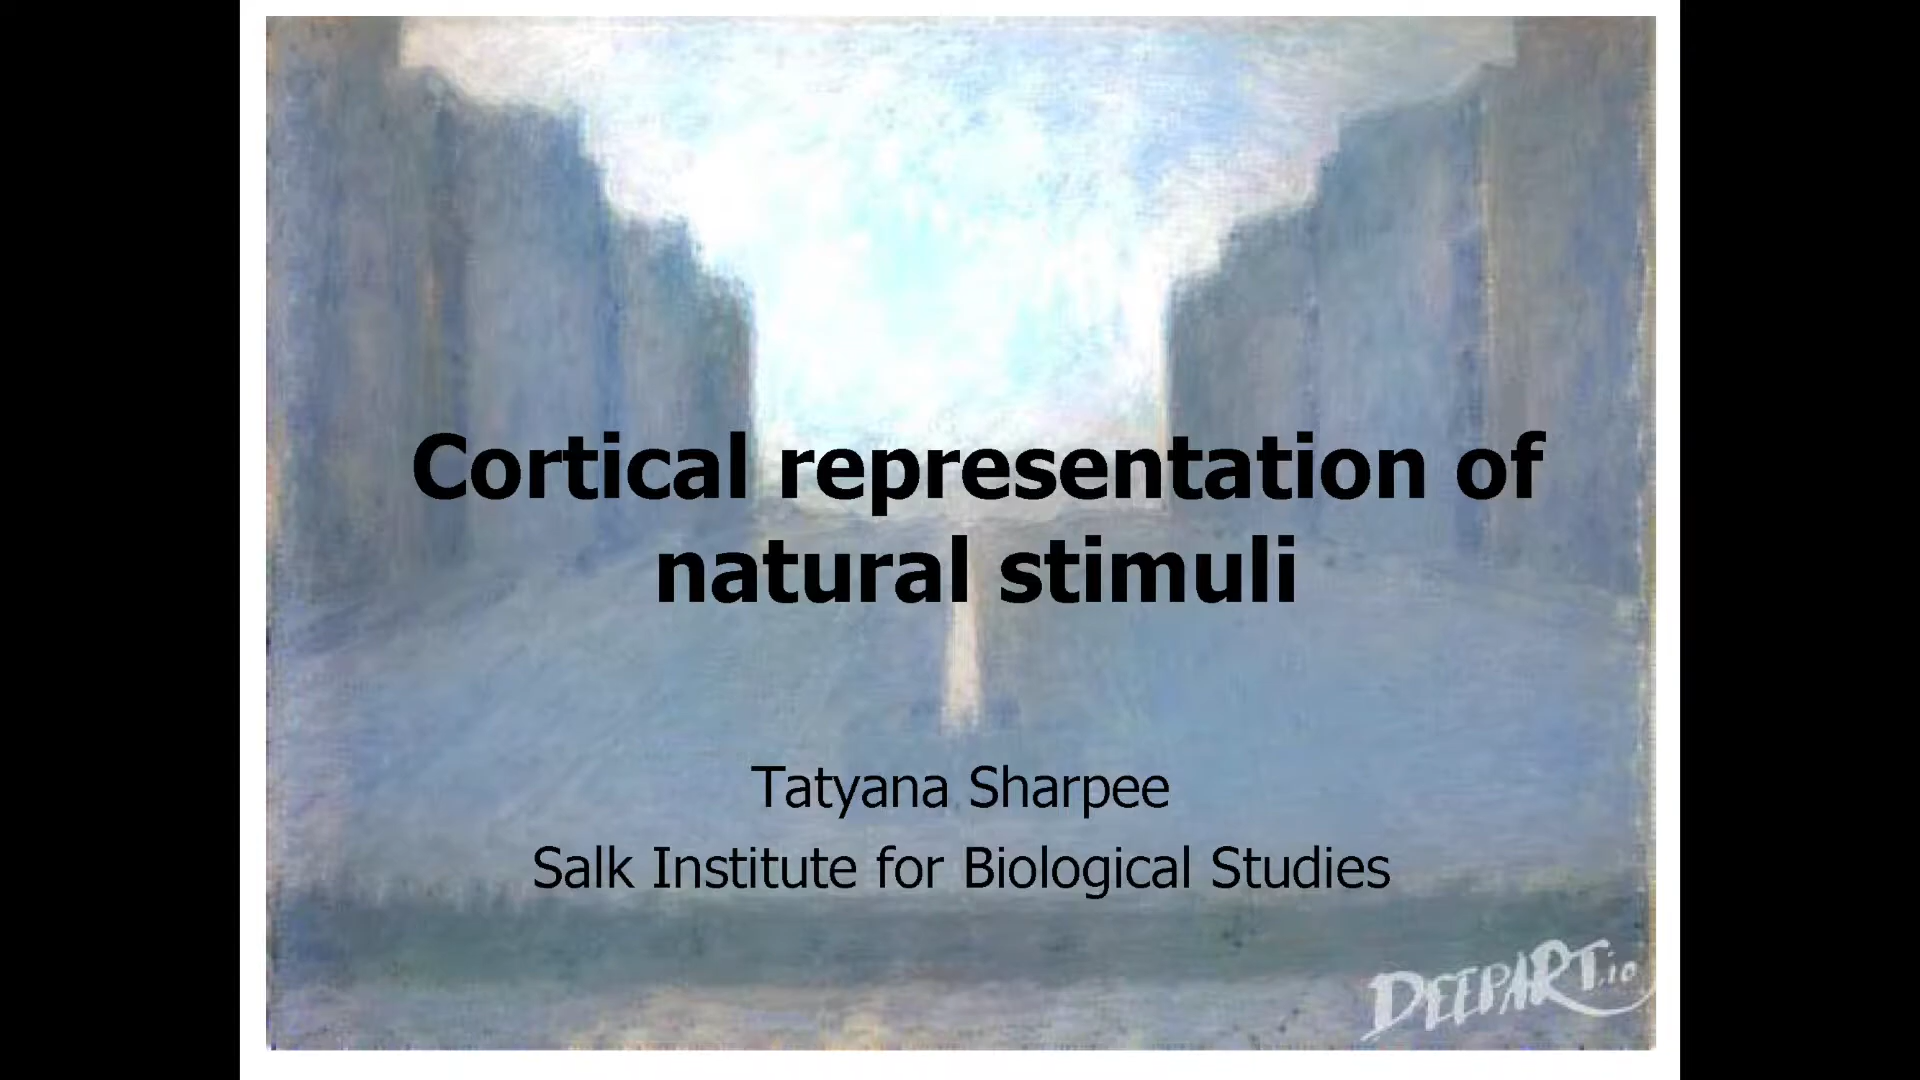 Cortical representation of
natural stimuli
Tatyana Sharpee
Salk Institute for Biological Studies
DEEPART.io